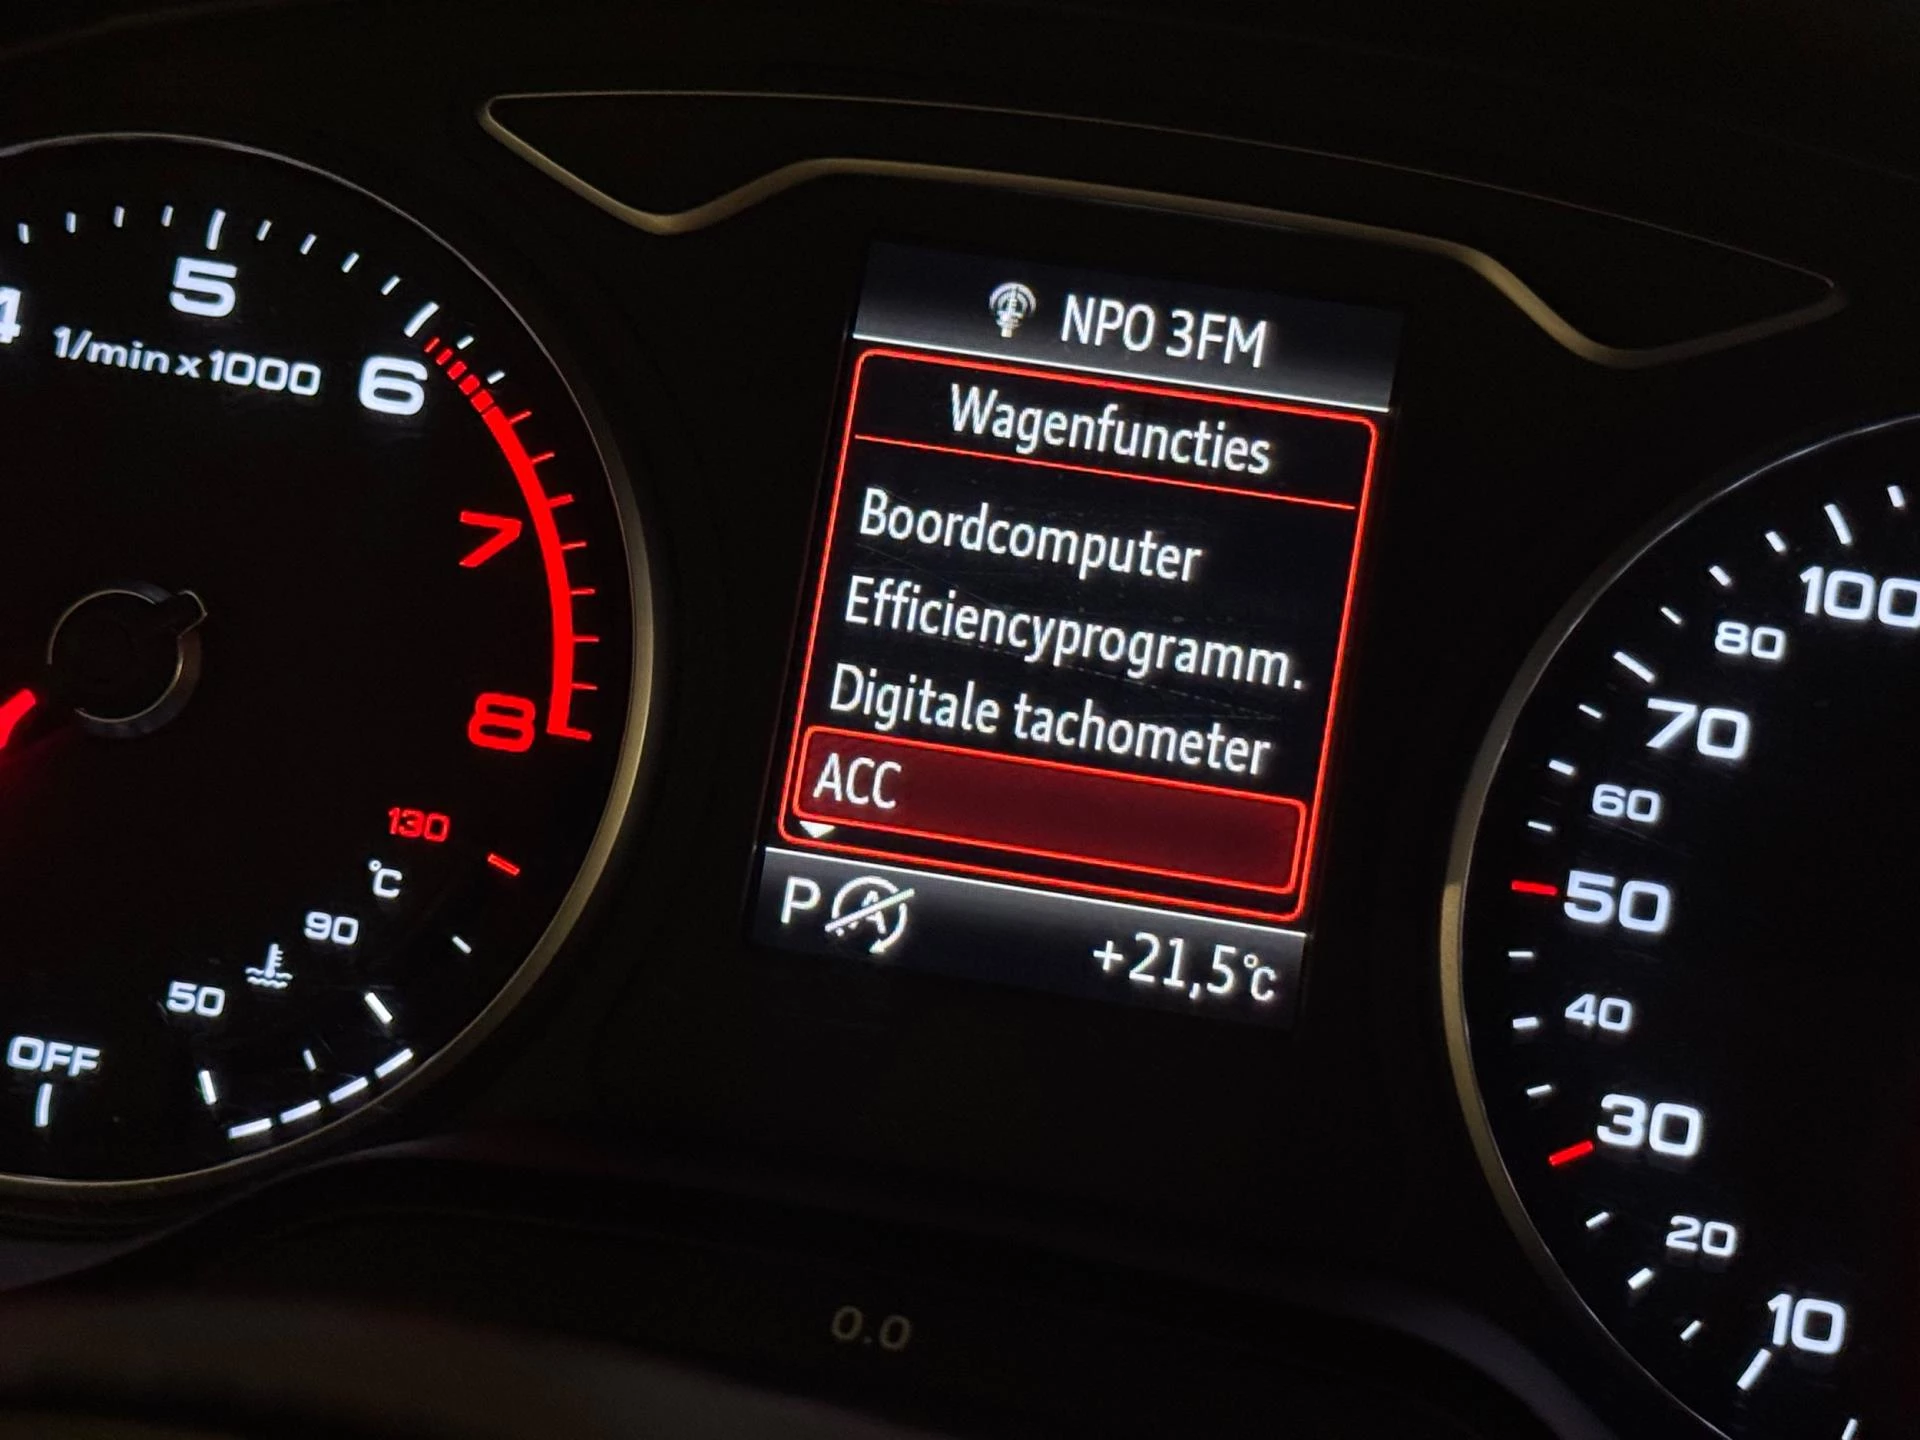 NPO 3FM
Wagenfuncties
Boordcomputer
Efficiencyprogramm.
Digitale tachometer
ACC
P A
+21,5°C
4
5
1/min x 1000
6
7
8
130
°C
90
50
OFF
100
80
70
60
50
40
30
20
10
0.0